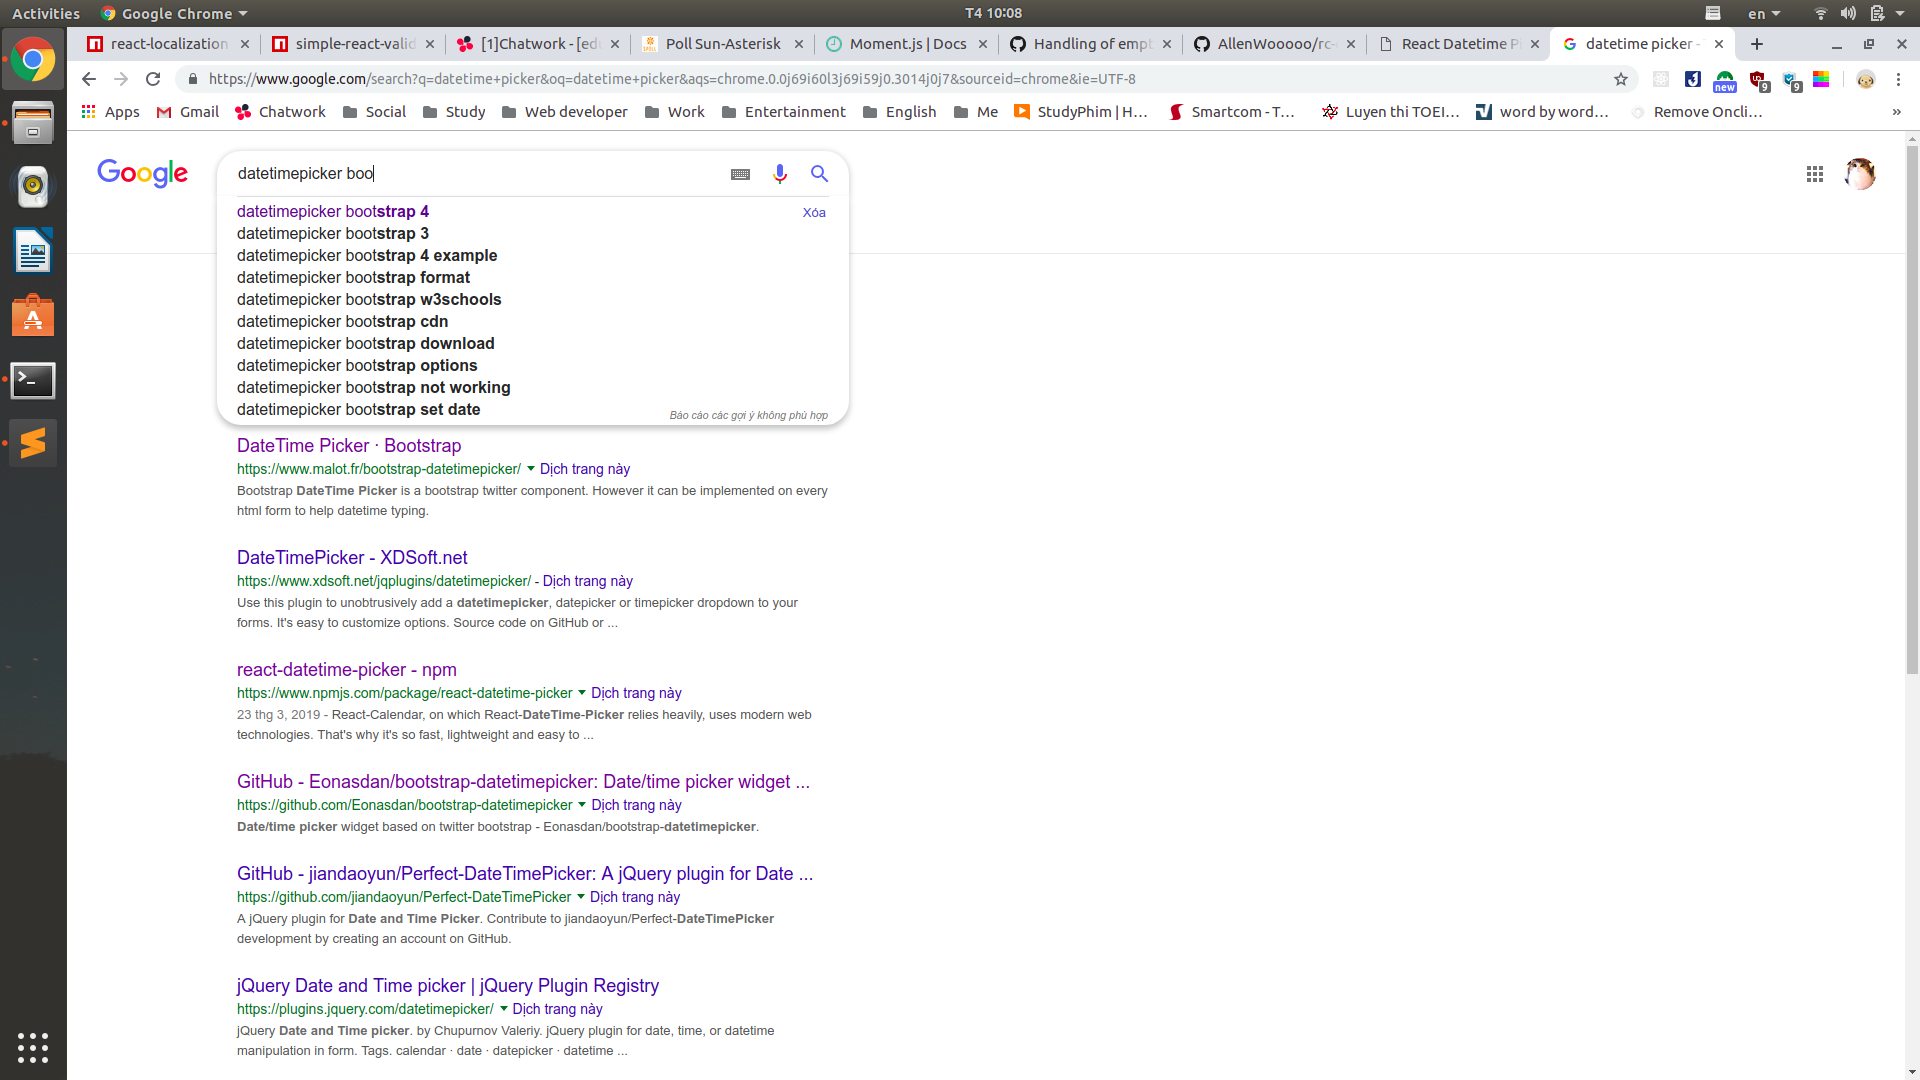 Activities
Google Chrome
T4 10:08
en
react-localization
simple-react-valid
[1]Chatwork - [edu
Poll Sun-Asterisk
Moment.js | Docs
Handling of empt
AllenWooooo/rc-
React Datetime P
datetime picker -
https://www.google.com/search?q=datetime+picker&oq=datetime+picker&aqs=chrome.0.0j69i60l3j69i59j0.3014j0j7&sourceid=chrome&ie=UTF-8
new
9
9
Apps
Gmail
Chatwork
Social
Study
Web developer
Work
Entertainment
English
Me
StudyPhim | H...
Smartcom - T...
Luyen thi TOEI...
word by word...
Remove Oncli...
Google
datetimepicker boo
datetimepicker bootstrap 4
Xóa
datetimepicker bootstrap 3
datetimepicker bootstrap 4 example
datetimepicker bootstrap format
datetimepicker bootstrap w3schools
datetimepicker bootstrap cdn
datetimepicker bootstrap download
datetimepicker bootstrap options
datetimepicker bootstrap not working
datetimepicker bootstrap set date
Báo cáo các gợi ý không phù hợp
DateTime Picker · Bootstrap
https://www.malot.fr/bootstrap-datetimepicker/ Dịch trang này
Bootstrap DateTime Picker is a bootstrap twitter component. However it can be implemented on every
html form to help datetime typing.
DateTimePicker - XDSoft.net
https://www.xdsoft.net/jqplugins/datetimepicker/ - Dịch trang này
Use this plugin to unobtrusively add a datetimepicker, datepicker or timepicker dropdown to your
forms. It's easy to customize options. Source code on GitHub or ...
react-datetime-picker - npm
https://www.npmjs.com/package/react-datetime-picker Dịch trang này
23 thg 3, 2019 - React-Calendar, on which React-DateTime-Picker relies heavily, uses modern web
technologies. That's why it's so fast, lightweight and easy to ...
GitHub - Eonasdan/bootstrap-datetimepicker: Date/time picker widget ...
https://github.com/Eonasdan/bootstrap-datetimepicker Dịch trang này
Date/time picker widget based on twitter bootstrap - Eonasdan/bootstrap-datetimepicker.
GitHub - jiandaoyun/Perfect-DateTimePicker: A jQuery plugin for Date ...
https://github.com/jiandaoyun/Perfect-DateTimePicker Dịch trang này
A jQuery plugin for Date and Time Picker. Contribute to jiandaoyun/Perfect-DateTimePicker
development by creating an account on GitHub.
jQuery Date and Time picker | jQuery Plugin Registry
https://plugins.jquery.com/datetimepicker/ Dịch trang này
jQuery Date and Time picker. by Chupurnov Valeriy. jQuery plugin for date, time, or datetime
manipulation in form. Tags. calendar · date · datepicker · datetime ...